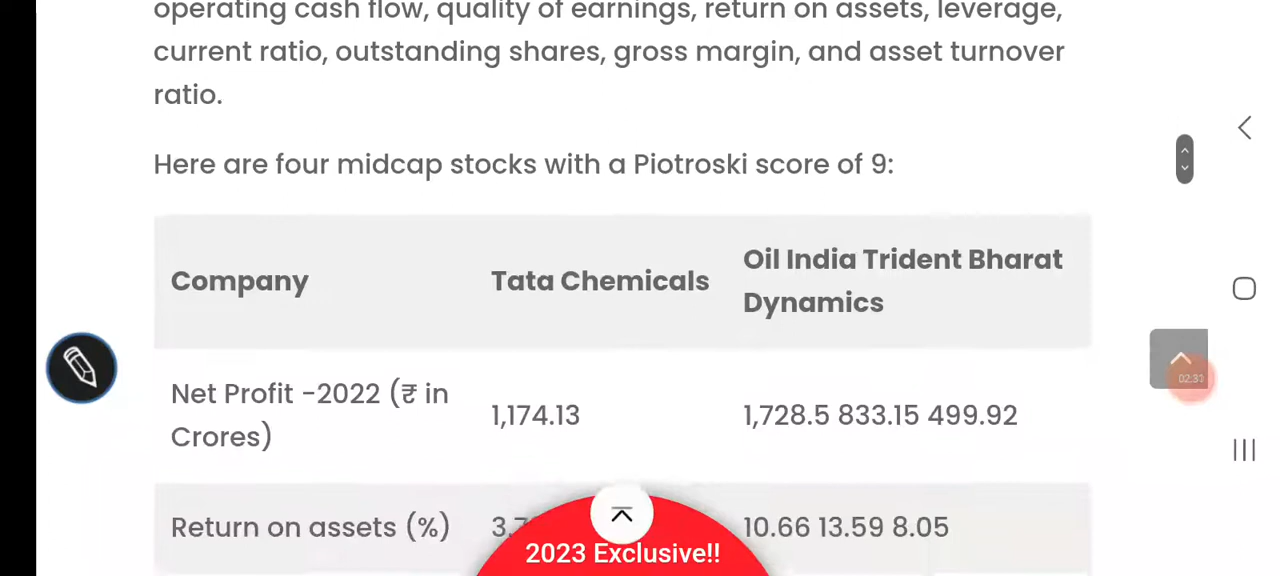 operating cash flow, quality of earnings, return on assets, leverage,
current ratio, outstanding shares, gross margin, and asset turnover
ratio.
Here are four midcap stocks with a Piotroski score of 9:
Company
Tata Chemicals
Oil India Trident Bharat
Dynamics
Net Profit -2022 (₹ in
Crores)
1,174.13
1,728.5 833.15 499.92
Return on assets (%)
10.66 13.59 8.05
2023 Exclusive!!
02:31